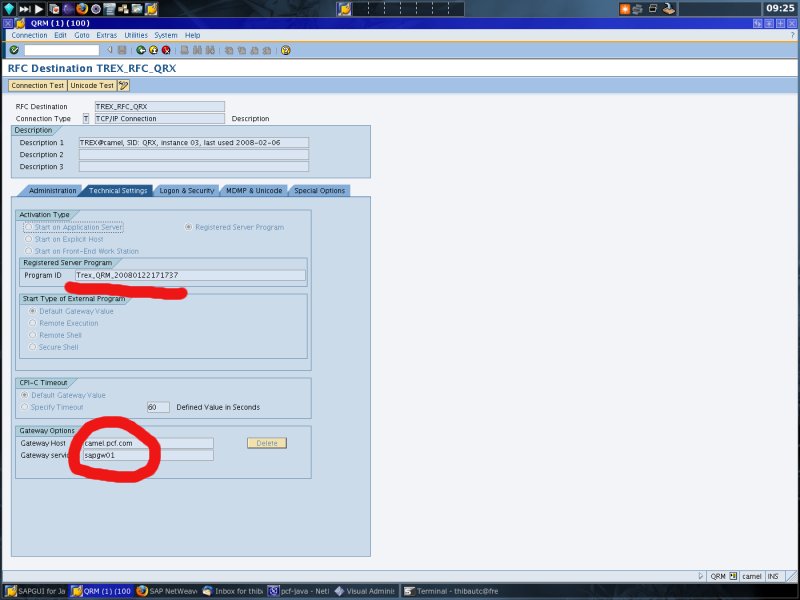 09:25
QRM (1) (100)
Connection Edit Goto Extras Utilities System Help
RFC Destination TREX_RFC_QRX
Connection Test Unicode Test
RFC Destination TREX_RFC_QRX
Connection Type T TCP/IP Connection Description
Description
Description 1 TREX@camel, SID: QRX, instance 03, last used 2008-02-06
Description 2
Description 3
Administration Technical Settings Logon & Security MDMP & Unicode Special Options
Activation Type
Start on Application Server Registered Server Program
Start on Explicit Host
Start on Front-End Work Station
Registered Server Program
Program ID Trex_QRM_20080122171737
Start Type of External Program
Default Gateway Value
Remote Execution
Remote Shell
Secure Shell
CPI-C Timeout
Default Gateway Value
Specify Timeout 60 Defined Value in Seconds
Gateway Options
Gateway Host camel.pcf.com Delete
Gateway servic sapgw01
QRM camel INS
SAPGUI for Ja QRM (1) (100 SAP NetWeav Inbox for thib pcf-java - Net Visual Admini Terminal - thibautc@fre